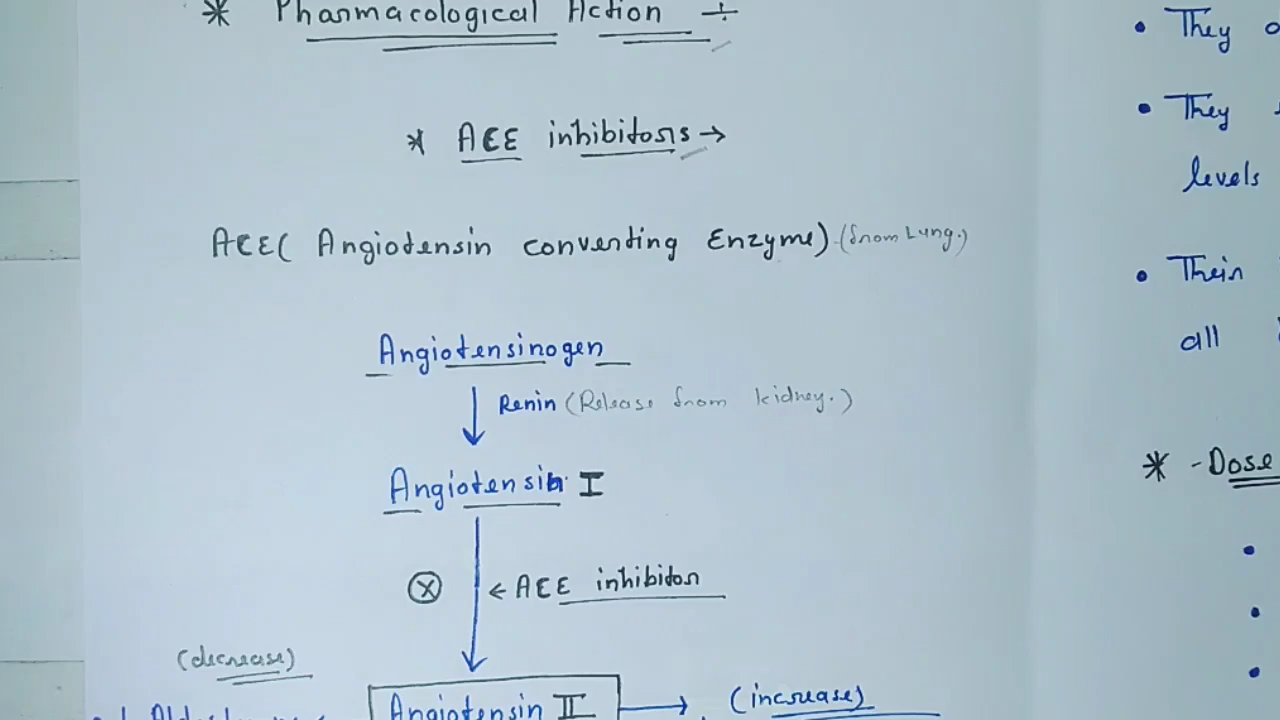 * Pharmacological Action ÷
* ACE inhibitors →
ACE( Angiotensin converting Enzyme) (from Lung.)
Angiotensinogen
↓ Renin (Release from kidney.)
Angiotensin I
⊗ ← ACE inhibitor
(decrease)
Angiotensin II → (increase)
• They
• They
levels
• Their
all
* - Dose